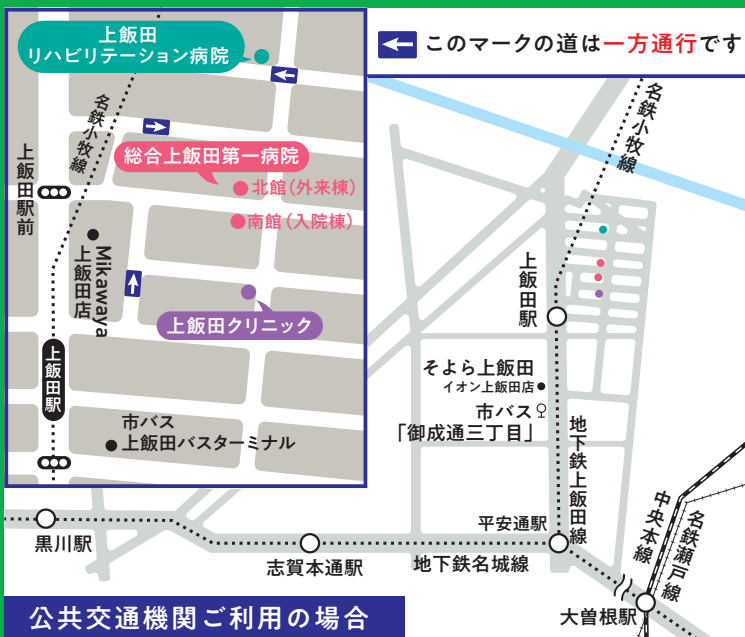 上飯田
リハビリテーション病院
このマークの道は一方通行です
名鉄小牧線
総合上飯田第一病院
北館（外来棟）
南館（入院棟）
上飯田駅前
Mikawaya
上飯田店
上飯田クリニック
上飯田駅
市バス
上飯田バスターミナル
名鉄小牧線
上飯田駅
そよら上飯田
イオン上飯田店
市バス
「御成通三丁目」
地下鉄上飯田線
平安通駅
黒川駅
志賀本通駅
地下鉄名城線
中央本線
名鉄瀬戸線
大曽根駅
公共交通機関ご利用の場合